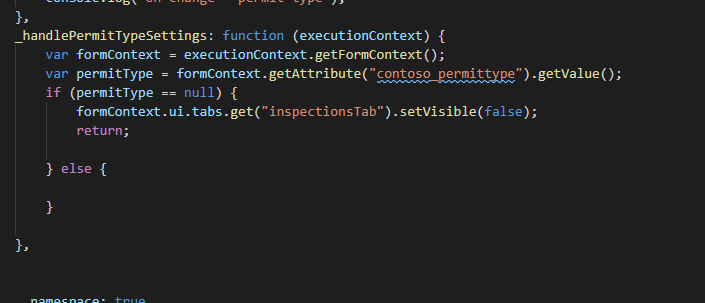 console.log("on change - permit type");
},
_handlePermitTypeSettings: function (executionContext) {
var formContext = executionContext.getFormContext();
var permitType = formContext.getAttribute("contoso_permittype").getValue();
if (permitType == null) {
formContext.ui.tabs.get("inspectionsTab").setVisible(false);
return;
} else {
}
},
__namespace: true